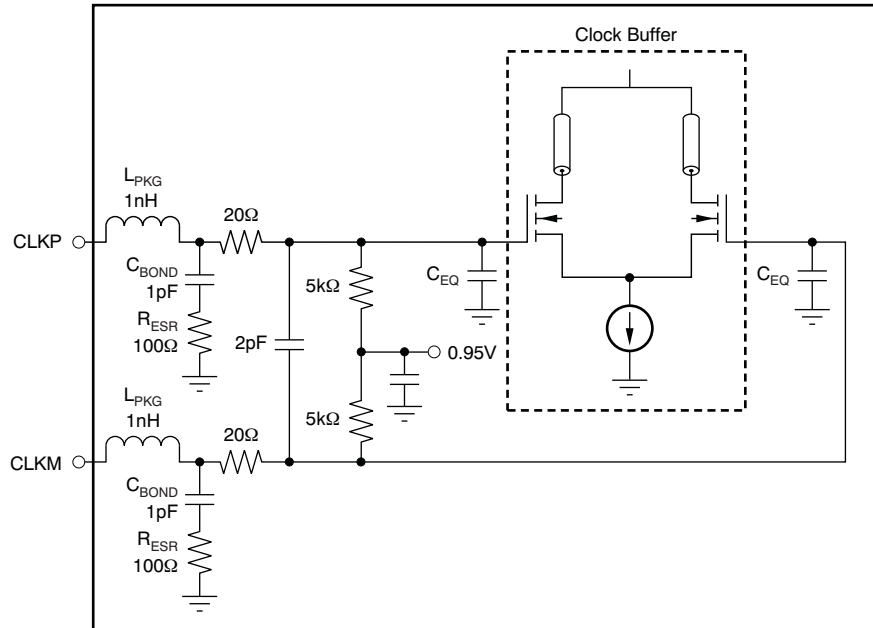 Clock Buffer
L_PKG
1nH
20Ω
CLKP
C_BOND
1pF
5kΩ
C_EQ
C_EQ
R_ESR
100Ω
2pF
0.95V
L_PKG
1nH
5kΩ
20Ω
CLKM
C_BOND
1pF
R_ESR
100Ω